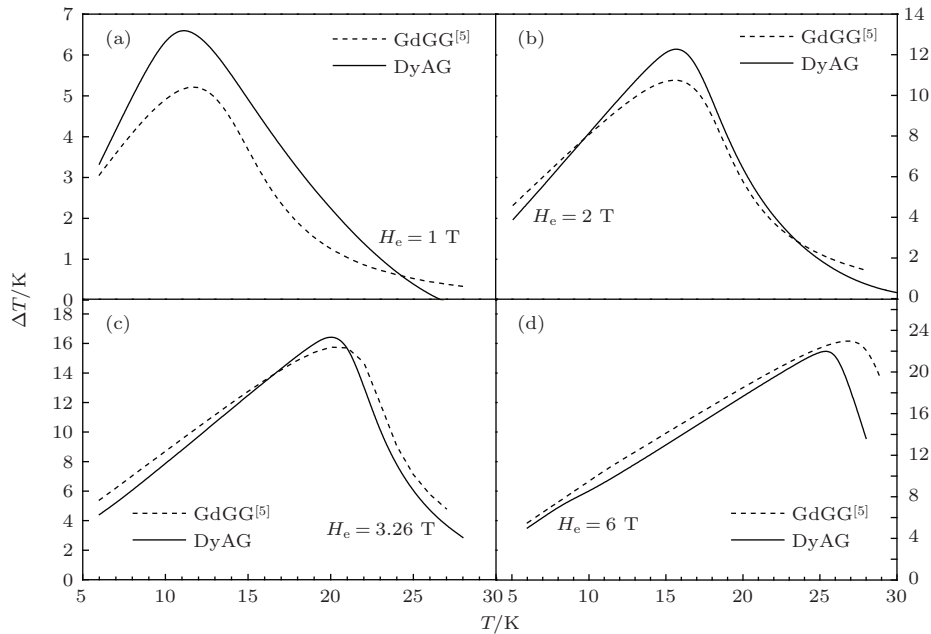 7
6
5
4
3
2
1
0
(a)
GdGG[5]
DyAG
He = 1 T
(b)
GdGG[5]
DyAG
He = 2 T
14
12
10
8
6
4
2
0
ΔT/K
18
16
14
12
10
8
6
4
2
0
(c)
GdGG[5]
DyAG
He = 3.26 T
(d)
He = 6 T
GdGG[5]
DyAG
24
20
16
12
8
4
0
5 10 15 20 25 30 5 10 15 20 25 30
T/K